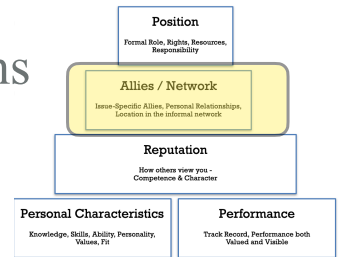 ns
Position
Formal Role, Rights, Resources,
Responsibility
Allies / Network
Issue-Specific Allies, Personal Relationships,
Location in the informal network
Reputation
How others view you -
Competence & Character
Personal Characteristics
Knowledge, Skills, Ability, Personality,
Values, Fit
Performance
Track Record, Performance both
Valued and Visible